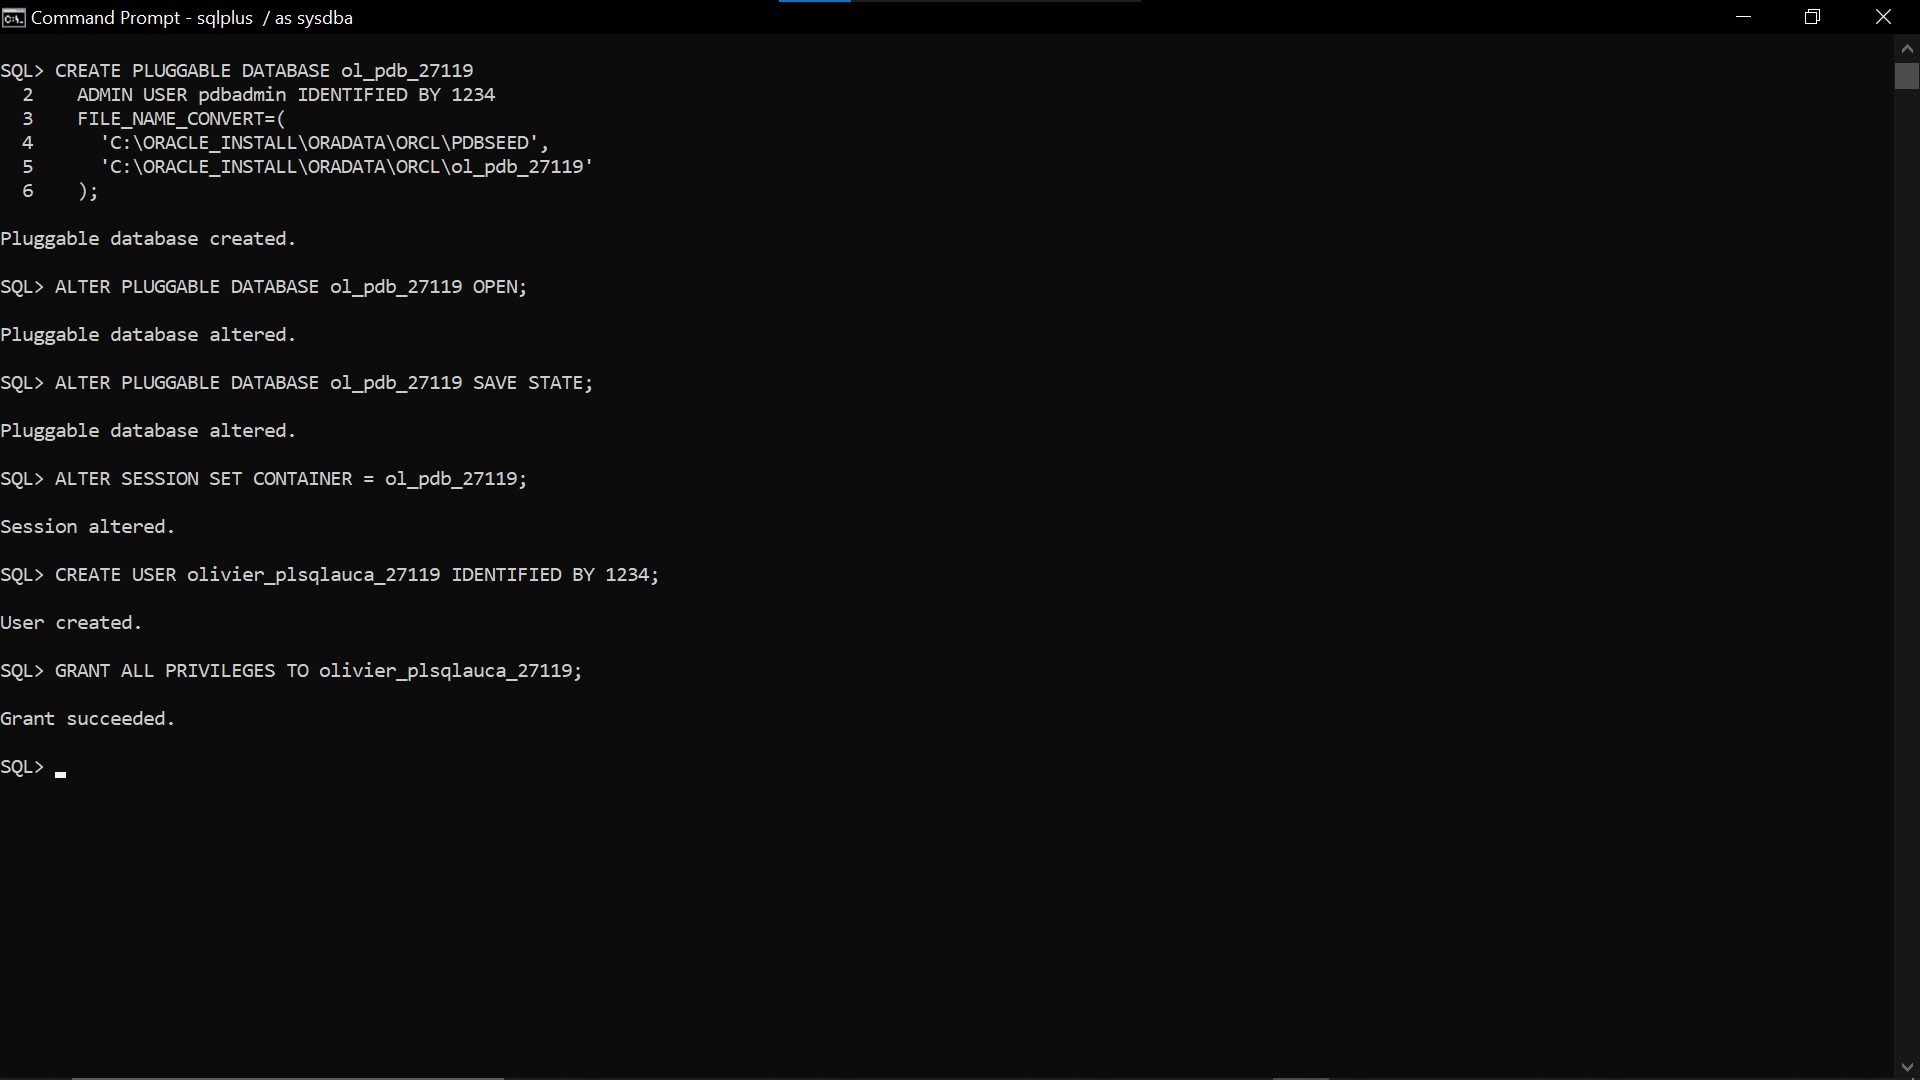 Command Prompt - sqlplus  / as sysdba
SQL> CREATE PLUGGABLE DATABASE ol_pdb_27119
  2    ADMIN USER pdbadmin IDENTIFIED BY 1234
  3    FILE_NAME_CONVERT=(
  4      'C:\ORACLE_INSTALL\ORADATA\ORCL\PDBSEED',
  5      'C:\ORACLE_INSTALL\ORADATA\ORCL\ol_pdb_27119'
  6    );
Pluggable database created.
SQL> ALTER PLUGGABLE DATABASE ol_pdb_27119 OPEN;
Pluggable database altered.
SQL> ALTER PLUGGABLE DATABASE ol_pdb_27119 SAVE STATE;
Pluggable database altered.
SQL> ALTER SESSION SET CONTAINER = ol_pdb_27119;
Session altered.
SQL> CREATE USER olivier_plsqlauca_27119 IDENTIFIED BY 1234;
User created.
SQL> GRANT ALL PRIVILEGES TO olivier_plsqlauca_27119;
Grant succeeded.
SQL>